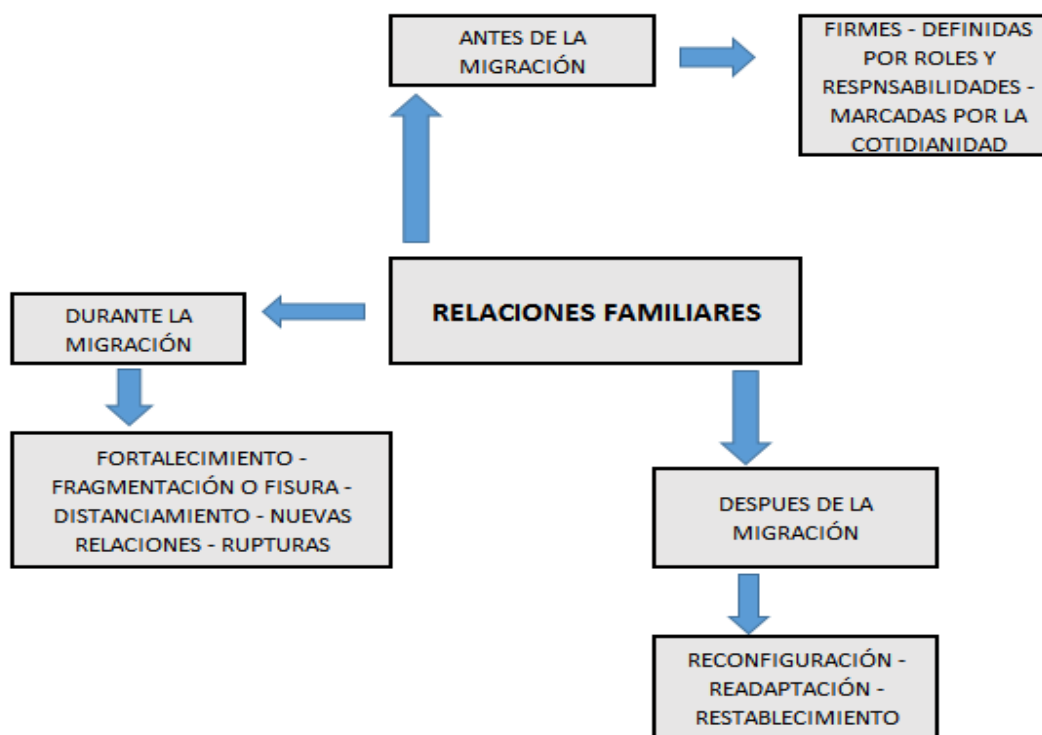 ANTES DE LA
MIGRACIÓN
FIRMES - DEFINIDAS
POR ROLES Y
RESPNSABILIDADES -
MARCADAS POR LA
COTIDIANIDAD
RELACIONES FAMILIARES
DURANTE LA
MIGRACIÓN
FORTALECIMIENTO -
FRAGMENTACIÓN O FISURA -
DISTANCIAMIENTO - NUEVAS
RELACIONES - RUPTURAS
DESPUES DE LA
MIGRACIÓN
RECONFIGURACIÓN -
READAPTACIÓN -
RESTABLECIMIENTO